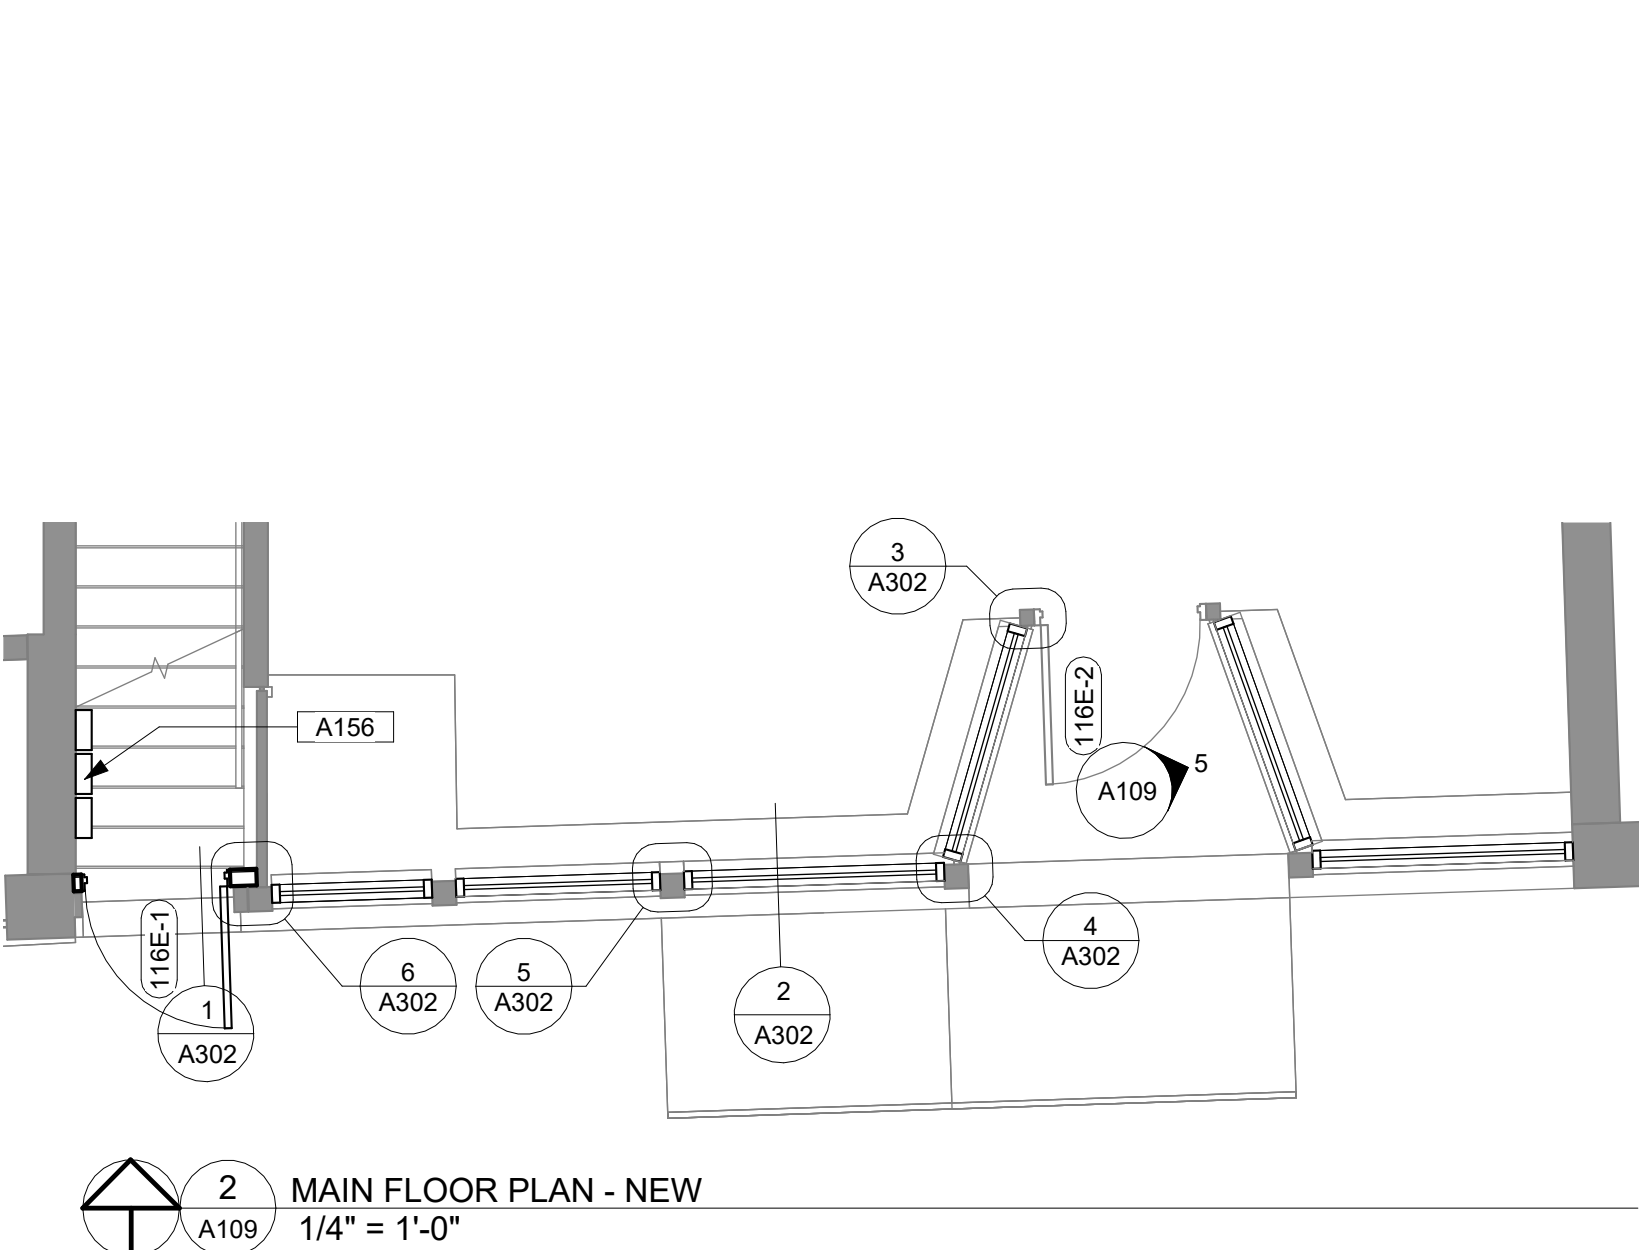 3
A302
116E-2
5
A109
A156
116E-1
4
A302
6
A302
5
A302
2
A302
1
A302
2
A109
MAIN FLOOR PLAN - NEW
1/4" = 1'-0"